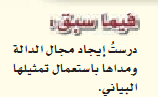 فيما سبق:
درستُ إيجاد مجال الدالة
ومداها باستعمال تمثيلها
البياني.